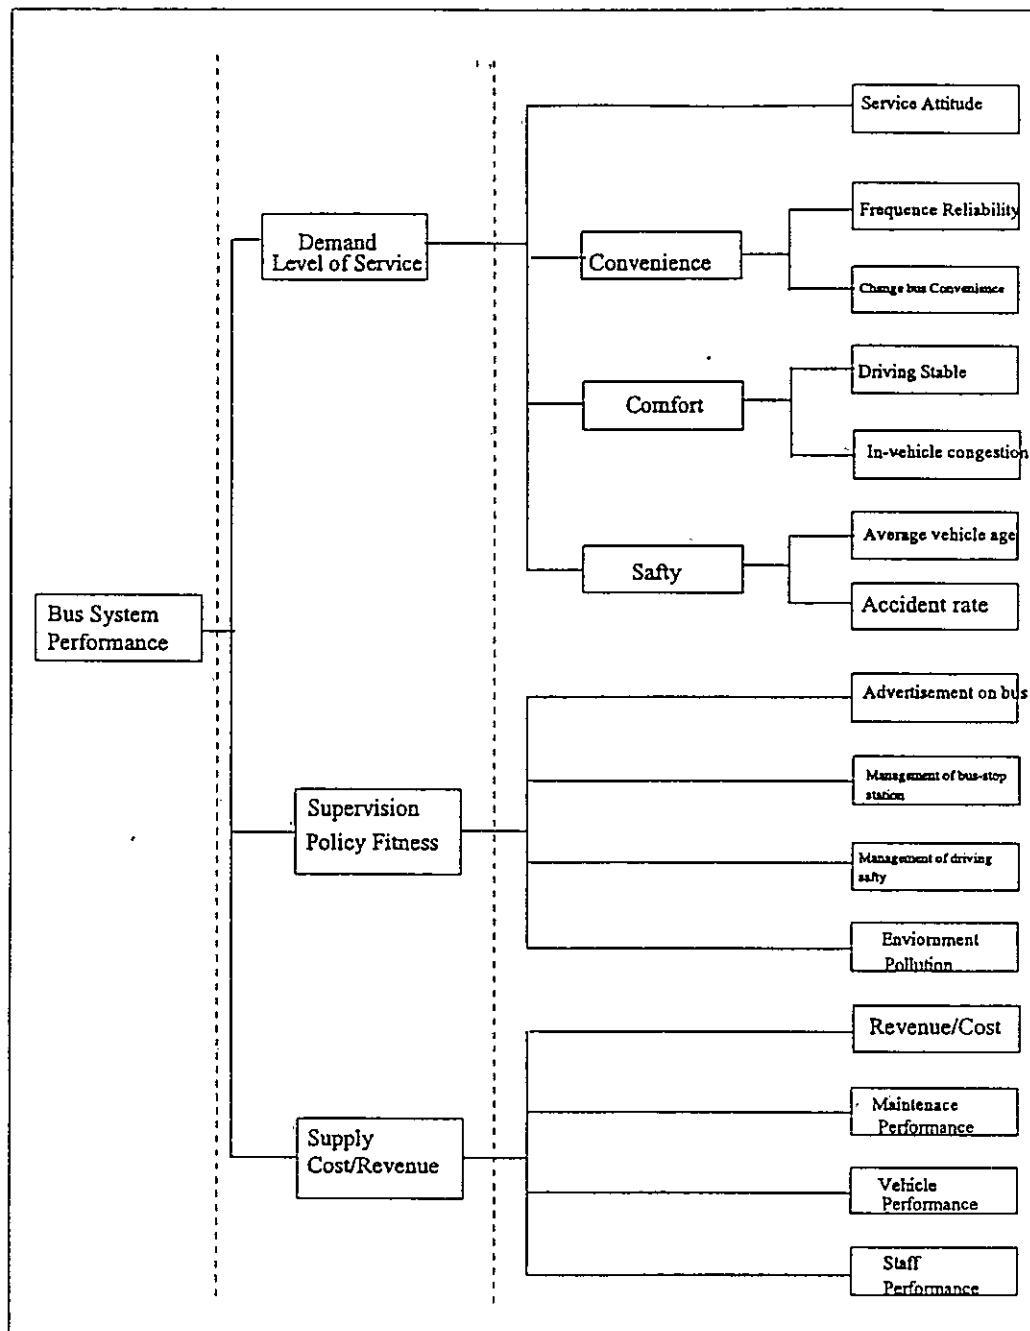 Service Attitude
Demand
Level of Service
Frequence Reliability
Convenience
Change bus Convenience
Driving Stable
Comfort
In-vehicle congestion
Average vehicle age
Safty
Accident rate
Bus System
Performance
Advertisement on bus
Management of bus-stop
station
Supervision
Policy Fitness
Management of driving
safty
Enviornment
Pollution
Revenue/Cost
Maintenace
Performance
Supply
Cost/Revenue
Vehicle
Performance
Staff
Performance